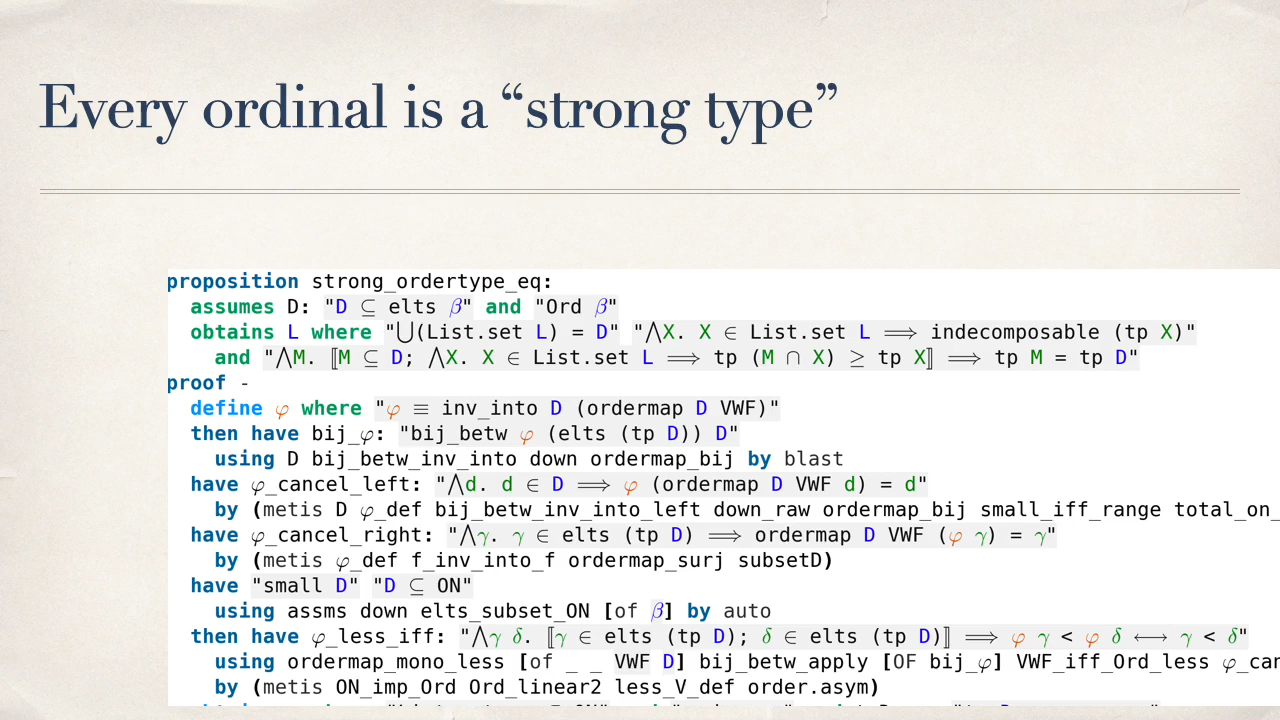 Every ordinal is a “strong type”
proposition strong_ordertype_eq:
assumes D: "D ⊆ elts β" and "Ord β"
obtains L where "⋃(List.set L) = D" "⋀X. X ∈ List.set L ⟹ indecomposable (tp X)"
and "⋀M. ⟦M ⊆ D; ⋀X. X ∈ List.set L ⟹ tp (M ∩ X) ≥ tp X⟧ ⟹ tp M = tp D"
proof -
define φ where "φ ≡ inv_into D (ordermap D VWF)"
then have bij_φ: "bij_betw φ (elts (tp D)) D"
using D bij_betw_inv_into down ordermap_bij by blast
have φ_cancel_left: "⋀d. d ∈ D ⟹ φ (ordermap D VWF d) = d"
by (metis D φ_def bij_betw_inv_into_left down_raw ordermap_bij small_iff_range total_on_
have φ_cancel_right: "⋀γ. γ ∈ elts (tp D) ⟹ ordermap D VWF (φ γ) = γ"
by (metis φ_def f_inv_into_f ordermap_surj subsetD)
have "small D" "D ⊆ ON"
using assms down elts_subset_ON [of β] by auto
then have φ_less_iff: "⋀γ δ. ⟦γ ∈ elts (tp D); δ ∈ elts (tp D)⟧ ⟹ φ γ < φ δ ⟷ γ < δ"
using ordermap_mono_less [of _ _ VWF D] bij_betw_apply [OF bij_φ] VWF_iff_Ord_less
by (metis ON_imp_Ord Ord_linear2 less_V_def order.asym)